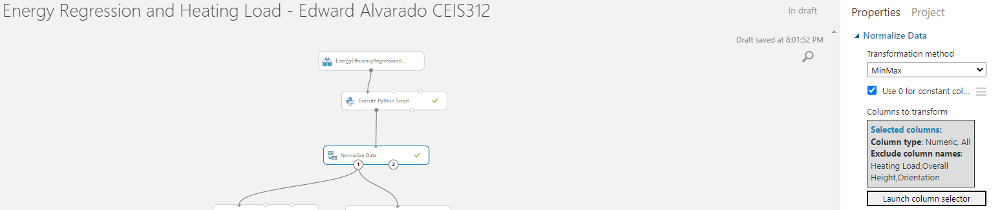 Energy Regression and Heating Load - Edward Alvarado CEIS312
In draft
Draft saved at 8:01:52 PM
EnergyEfficiencyRegressiond...
Execute Python Script
Normalize Data
1
2
Properties
Project
Normalize Data
Transformation method
MinMax
Use 0 for constant col...
Columns to transform
Selected columns:
Column type: Numeric, All
Exclude column names:
Heating Load,Overall
Height,Orientation
Launch column selector